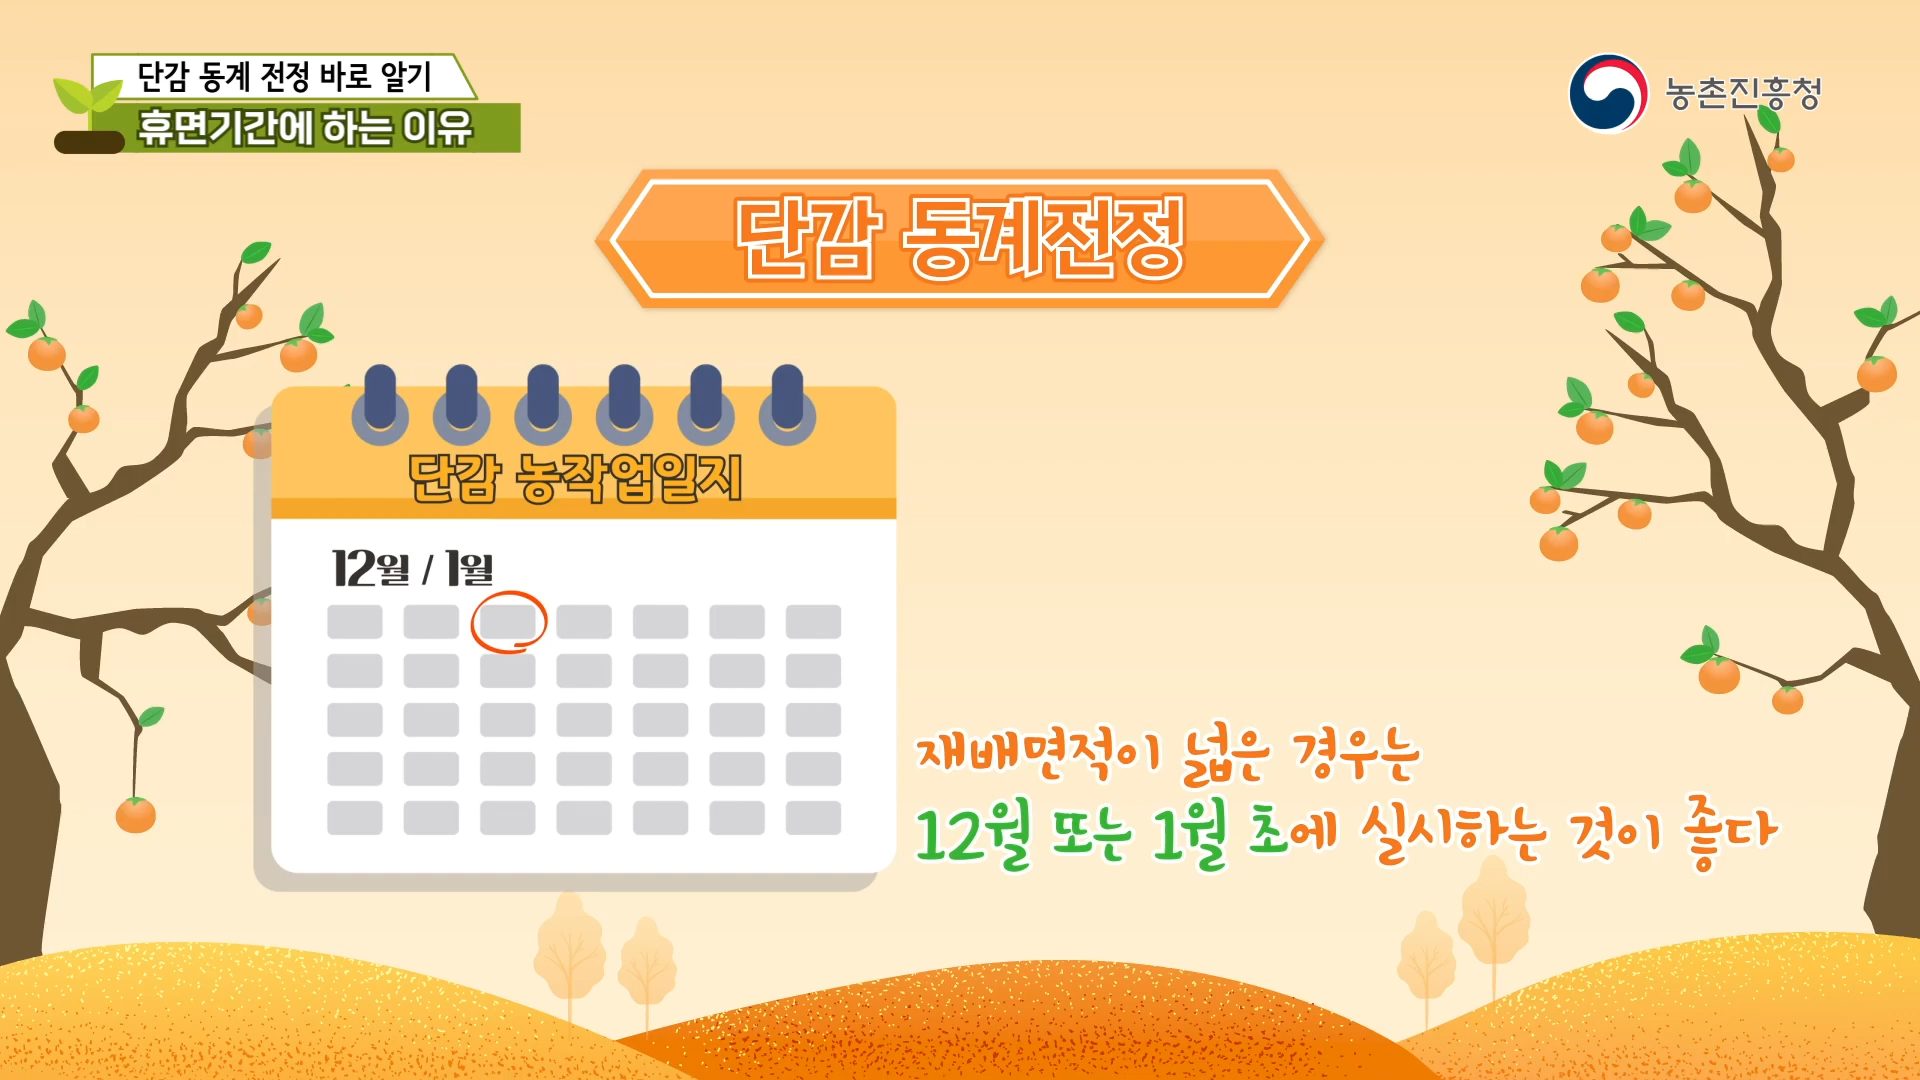 단감 동계 전정 바로 알기
휴면기간에 하는 이유
농촌진흥청
단감 동계전정
단감 농작업일지
12월 / 1월
재배면적이 넓은 경우는
12월 또는 1월 초에 실시하는 것이 좋다